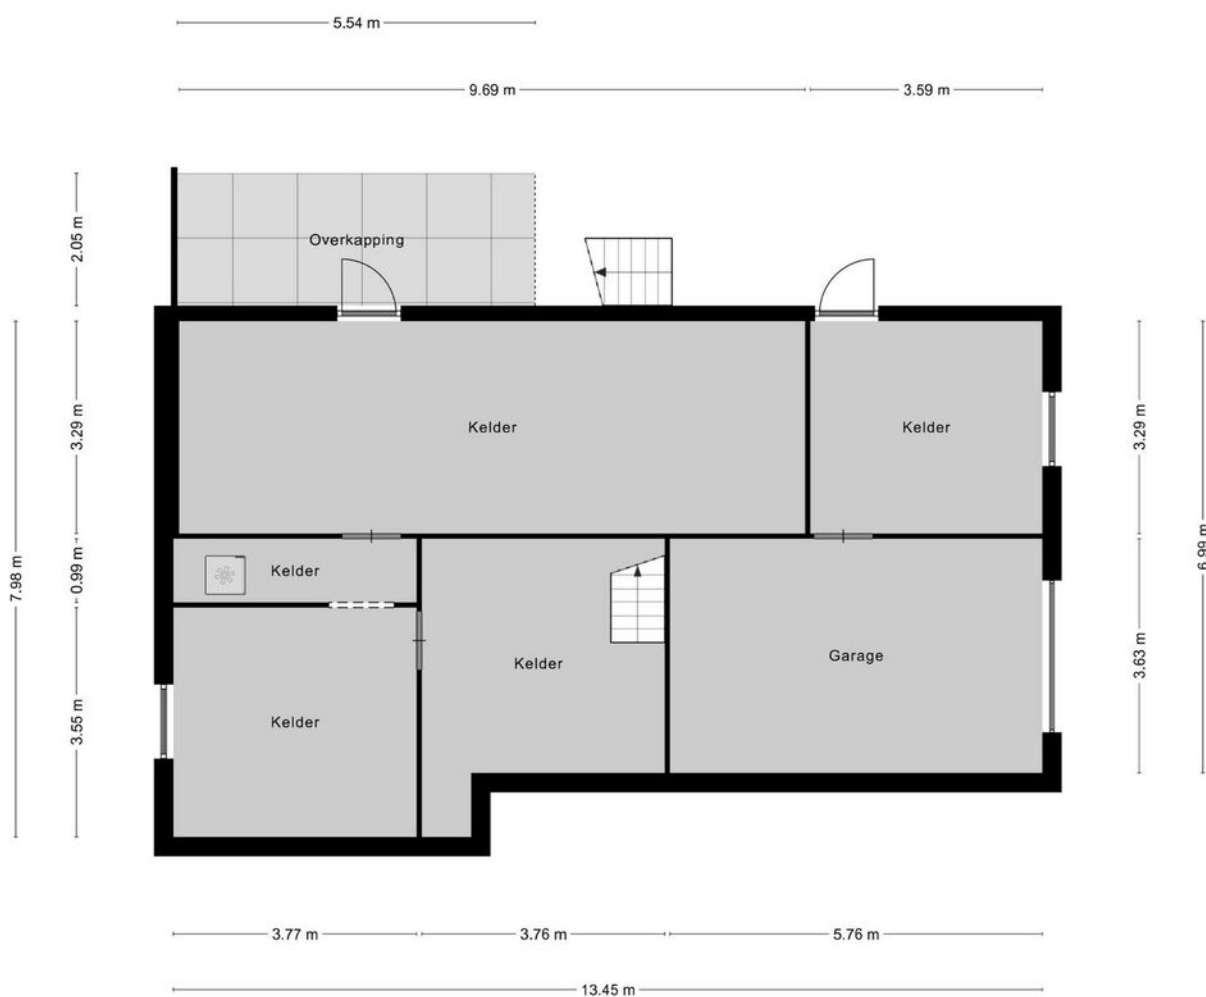 5.54 m
9.69 m
3.59 m
2.05 m
Overkapping
3.29 m
Kelder
Kelder
3.29 m
7.98 m
0.99 m
Kelder
6.99 m
3.55 m
Kelder
Kelder
Garage
3.63 m
3.77 m
3.76 m
5.76 m
13.45 m